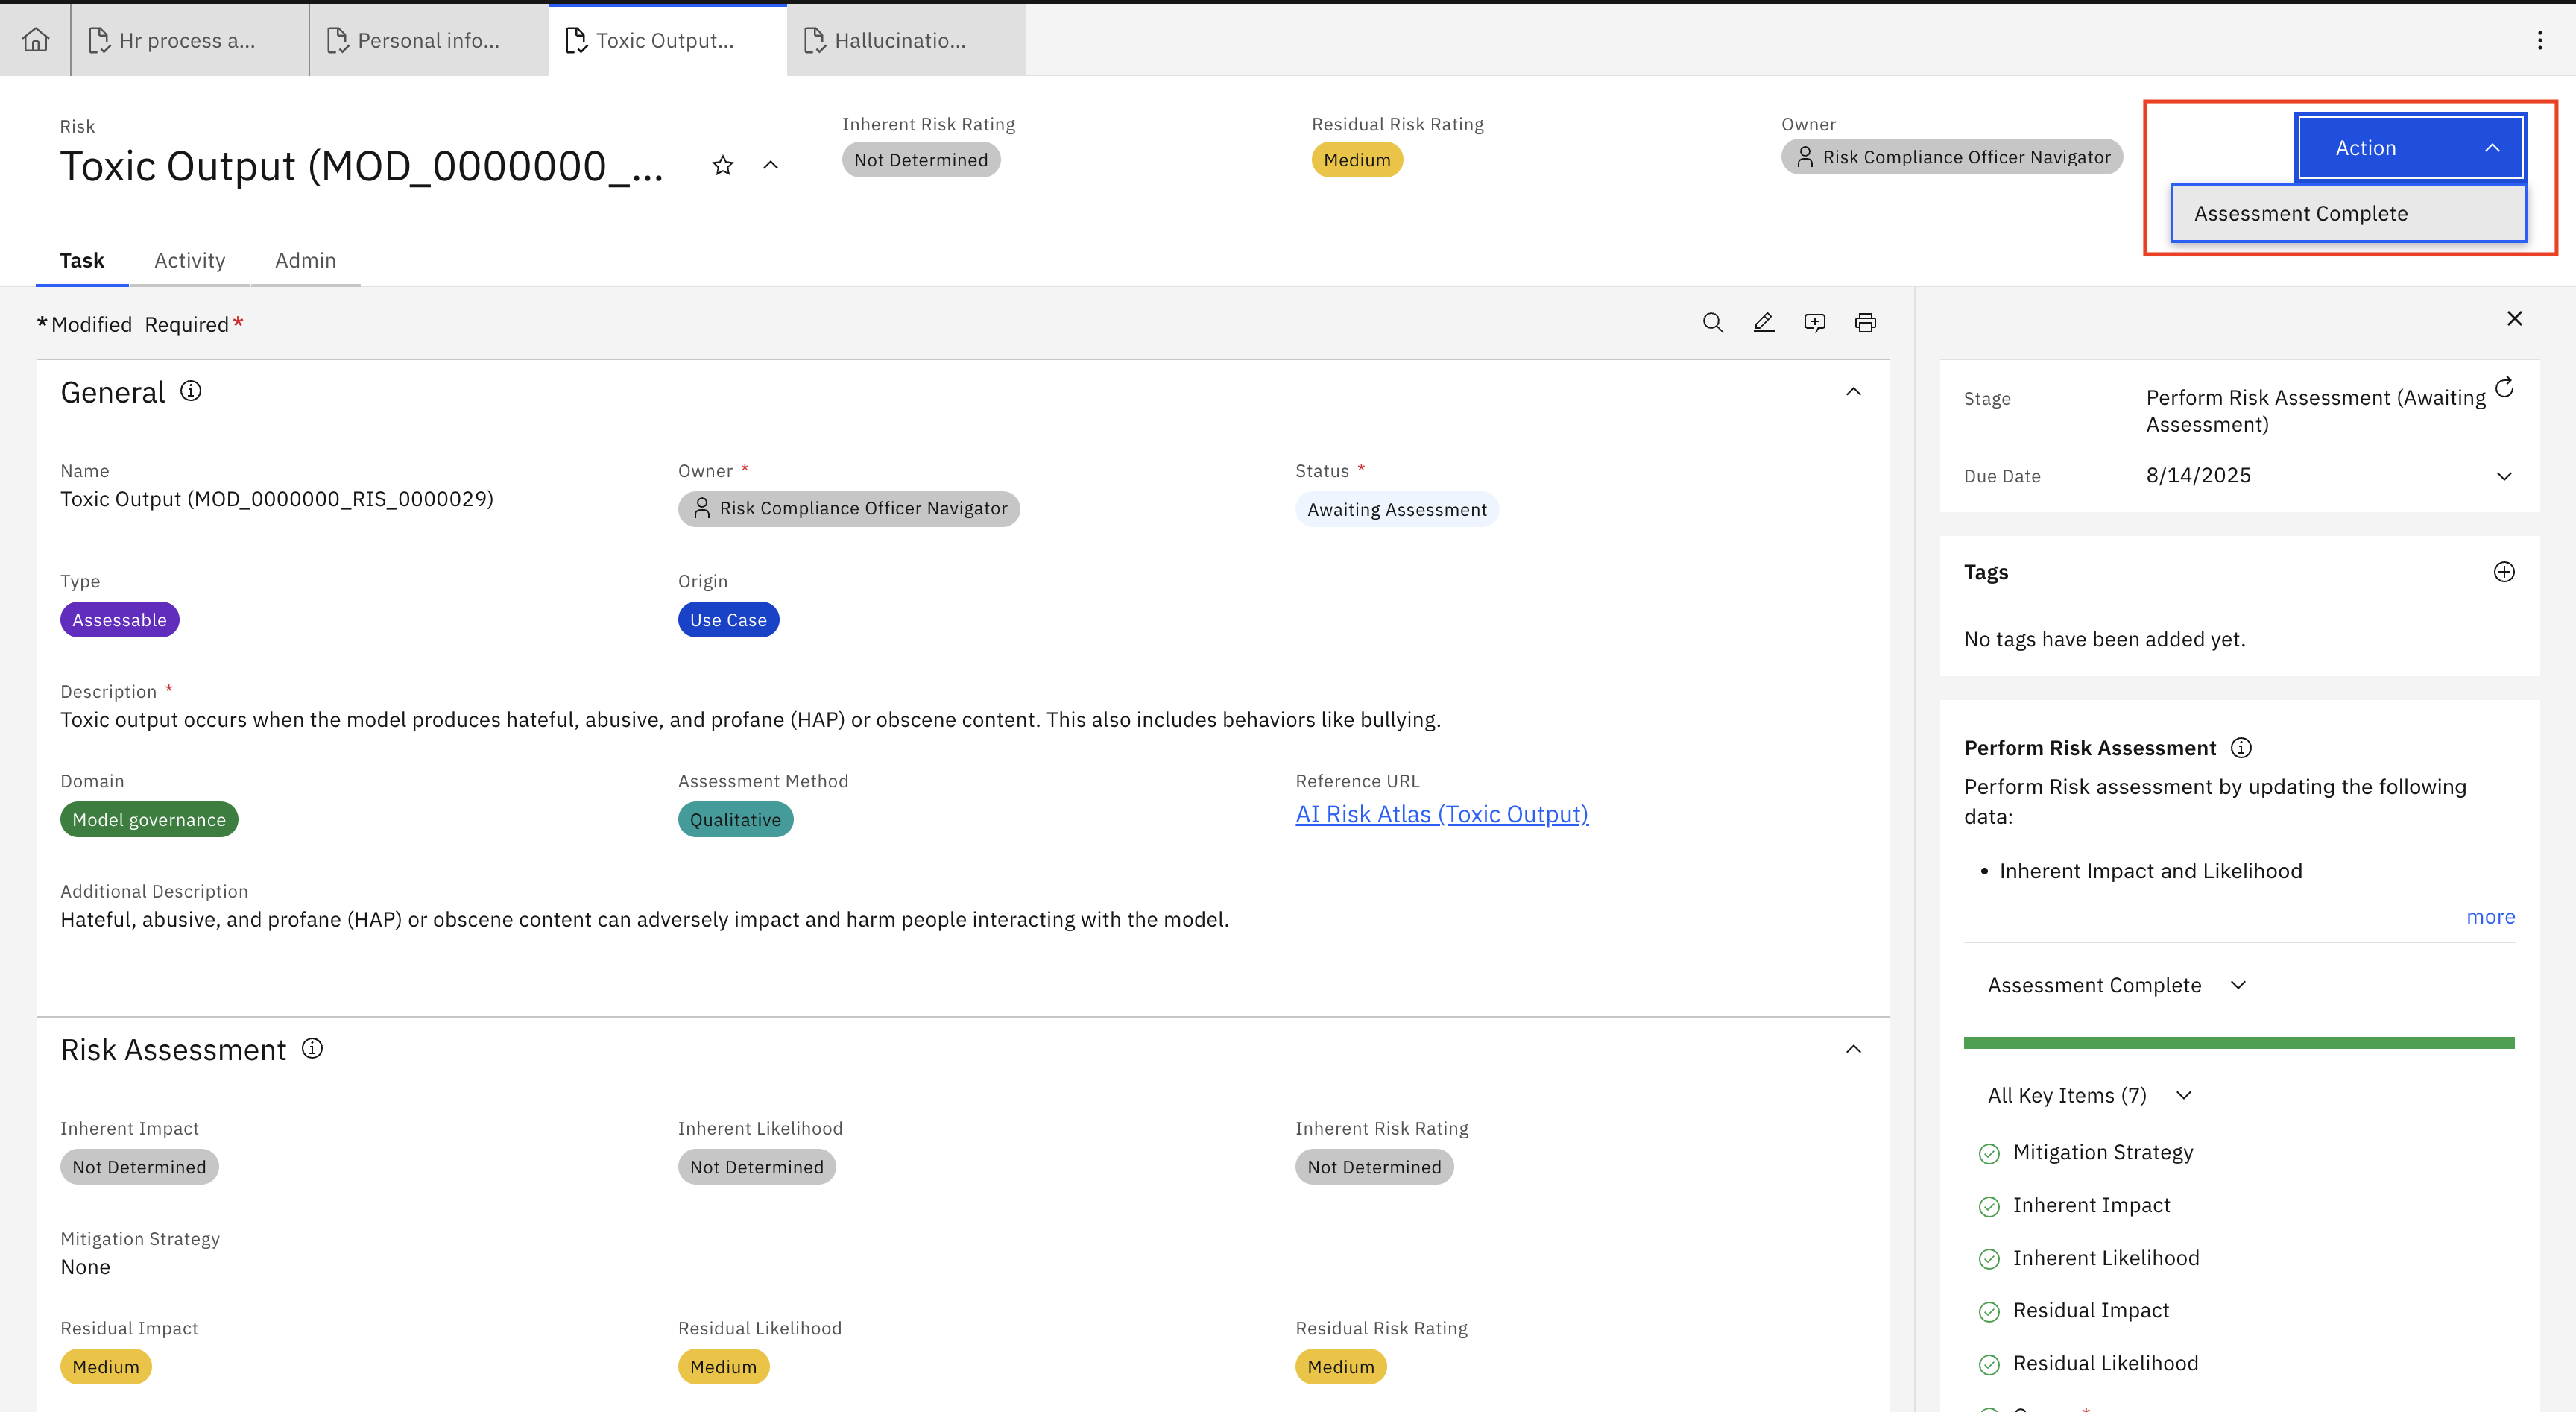 Hr process a...
Personal info...
Toxic Output...
Hallucinatio...
Risk
Toxic Output (MOD_0000000_...
Inherent Risk Rating
Not Determined
Residual Risk Rating
Medium
Owner
Risk Compliance Officer Navigator
Action
Assessment Complete
Task
Activity
Admin
*Modified Required*
General
Name
Toxic Output (MOD_0000000_RIS_0000029)
Owner *
Risk Compliance Officer Navigator
Status *
Awaiting Assessment
Type
Assessable
Origin
Use Case
Description *
Toxic output occurs when the model produces hateful, abusive, and profane (HAP) or obscene content. This also includes behaviors like bullying.
Domain
Model governance
Assessment Method
Qualitative
Reference URL
AI Risk Atlas (Toxic Output)
Additional Description
Hateful, abusive, and profane (HAP) or obscene content can adversely impact and harm people interacting with the model.
Risk Assessment
Inherent Impact
Not Determined
Inherent Likelihood
Not Determined
Inherent Risk Rating
Not Determined
Mitigation Strategy
None
Residual Impact
Medium
Residual Likelihood
Medium
Residual Risk Rating
Medium
Stage
Perform Risk Assessment (Awaiting
Assessment)
Due Date
8/14/2025
Tags
No tags have been added yet.
Perform Risk Assessment
Perform Risk assessment by updating the following
data:
• Inherent Impact and Likelihood
more
Assessment Complete
All Key Items (7)
Mitigation Strategy
Inherent Impact
Inherent Likelihood
Residual Impact
Residual Likelihood